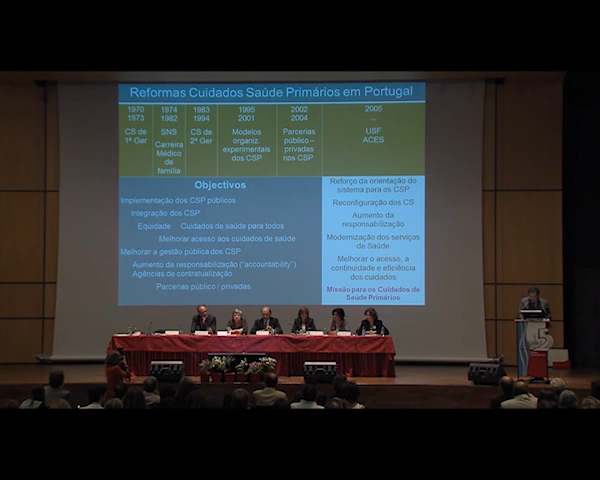 Reformas Cuidados Saúde Primários em Portugal
1970
1973
CS de
1ª Ger
1974
1982
SNS
Carreira
Médico
de
família
1983
1994
CS de
2ª Ger
1995
2001
Modelos
organiz.
experimentais
dos CSP
2002
2004
Parcerias
público –
privadas
nos CSP
2005
...
USF
ACES
Objectivos
Implementação dos CSP públicos
Integração dos CSP
Equidade Cuidados de saúde para todos
Melhorar acesso aos cuidados de saúde
Melhorar a gestão pública dos CSP
Aumento da responsabilização ("accountability")
Agências de contratualização
Parcerias público / privadas
Reforço da orientação do
sistema para os CSP
Reconfiguração dos CS
Aumento da
responsabilização
Modernização dos serviços
de Saúde
Melhorar o acesso, a
continuidade e eficiência
dos cuidados
Missão para os Cuidados de
Saúde Primários